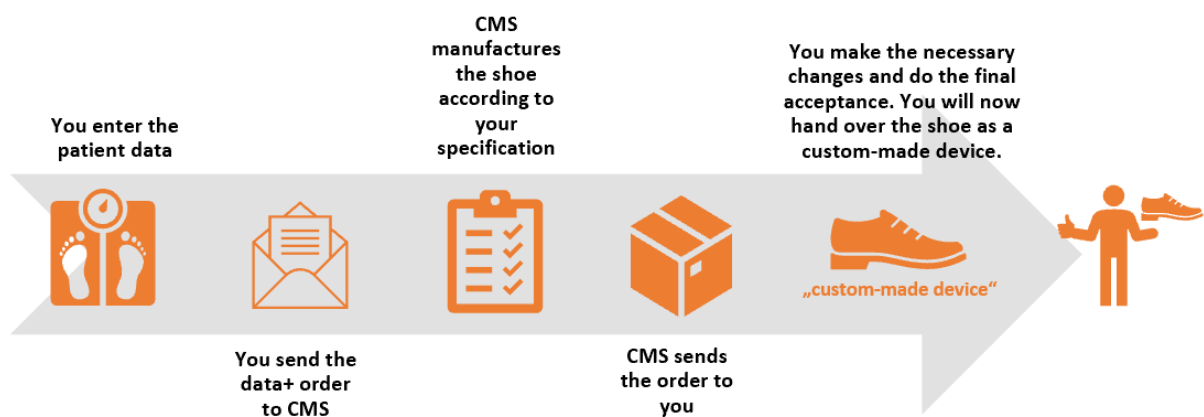 You enter the
patient data
You send the
data+ order
to CMS
CMS
manufactures
the shoe
according to
your
specification
CMS sends
the order to
you
You make the necessary
changes and do the final
acceptance. You will now
hand over the shoe as a
custom-made device.
„custom-made device“